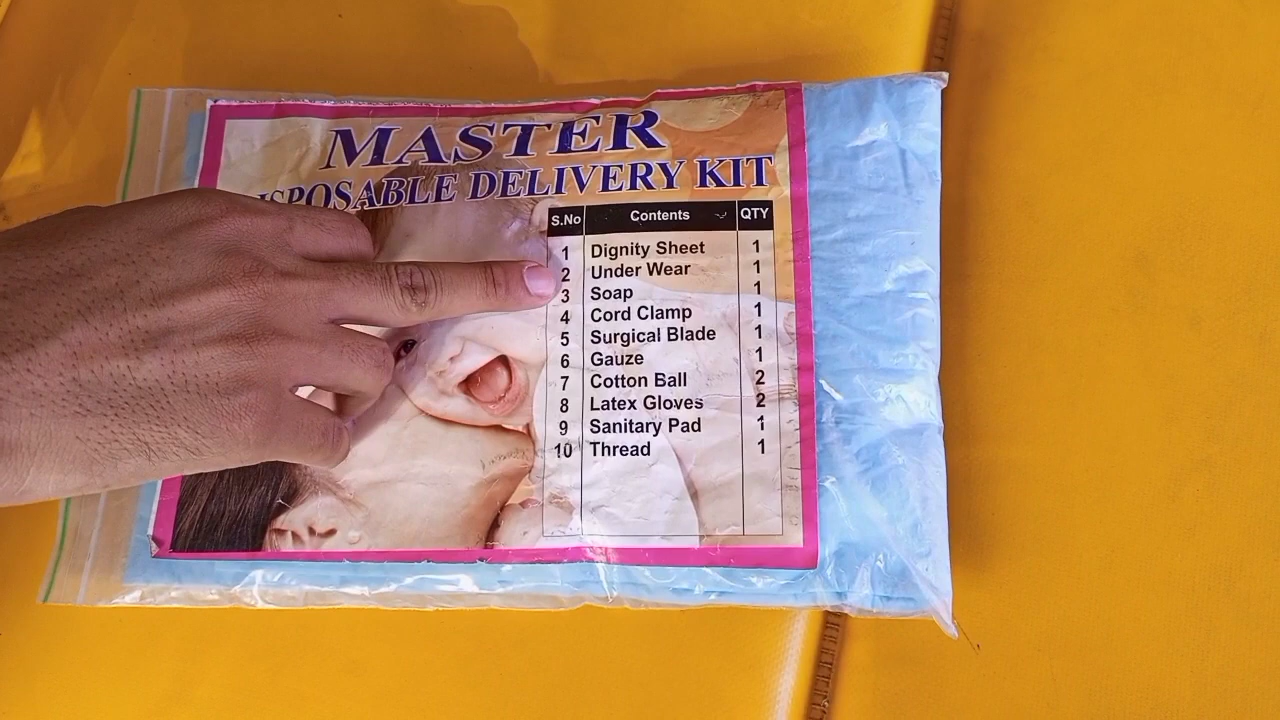 MASTER
ISPOSABLE DELIVERY KIT
S.No Contents QTY
1 Dignity Sheet 1
2 Under Wear 1
3 Soap 1
4 Cord Clamp 1
5 Surgical Blade 1
6 Gauze 1
7 Cotton Ball 2
8 Latex Gloves 2
9 Sanitary Pad 1
10 Thread 1